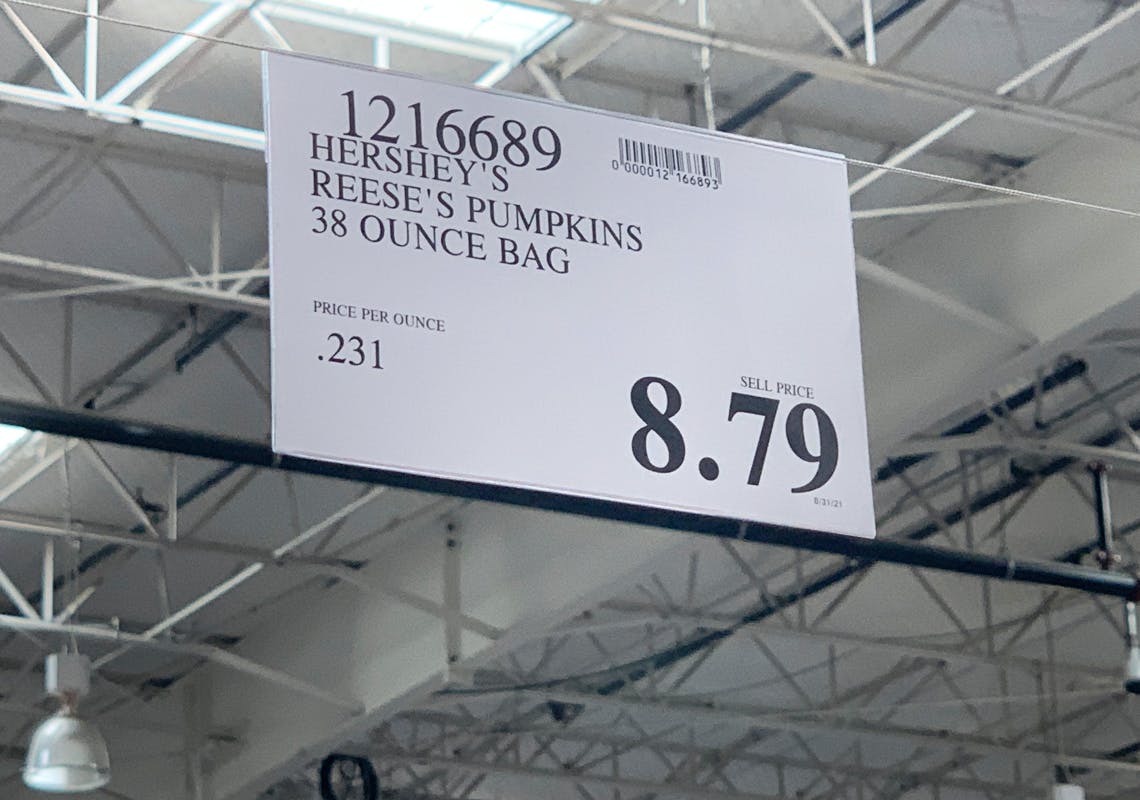 1216689
HERSHEY'S
REESE'S PUMPKINS
38 OUNCE BAG
0 000012 166893
PRICE PER OUNCE
.231
SELL PRICE
8.79
8/31/21